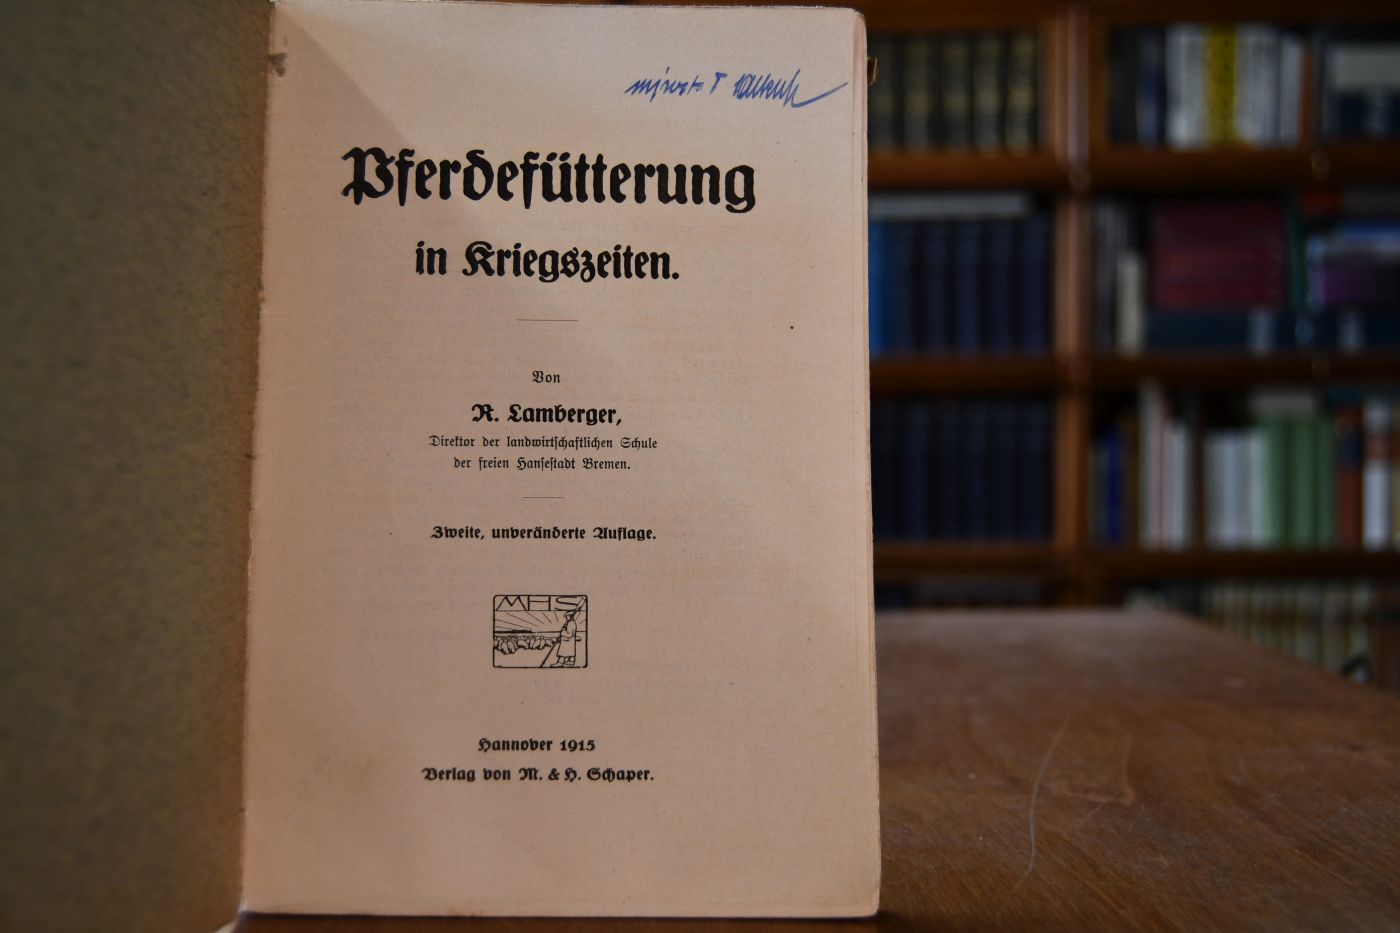 Pferdefütterung
in Kriegszeiten.
Von
R. Lamberger,
Direktor der landwirtschaftlichen Schule
der freien Hansestadt Bremen.
Zweite, unveränderte Auflage.
MHS
Hannover 1915
Verlag von M. & H. Schaper.